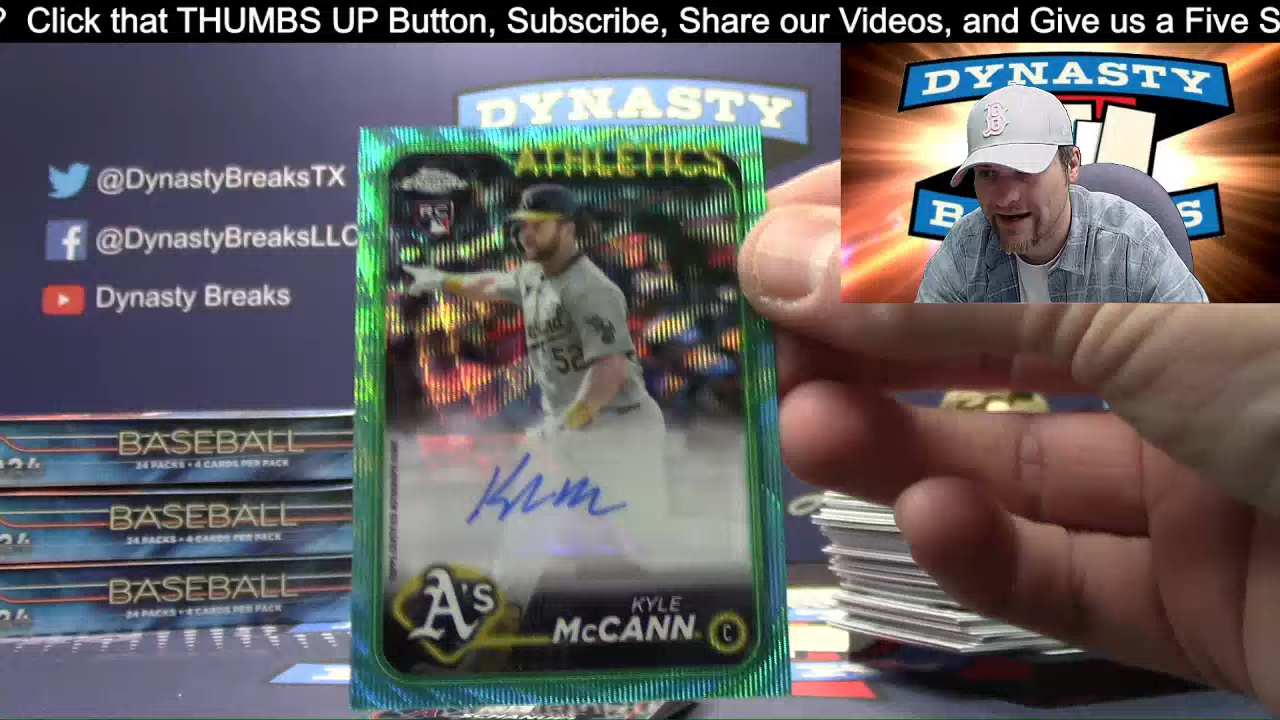 ? Click that THUMBS UP Button, Subscribe, Share our Videos, and Give us a Five S
DYNASTY
DYNASTY
@DynastyBreaksTX
@DynastyBreaksLLC
Dynasty Breaks
ATHLETICS
RC
52
BASEBALL
24 PACKS • 4 CARDS PER PACK
BASEBALL
24 PACKS • 4 CARDS PER PACK
BASEBALL
24 PACKS • 4 CARDS PER PACK
A's
KYLE
McCANN
C